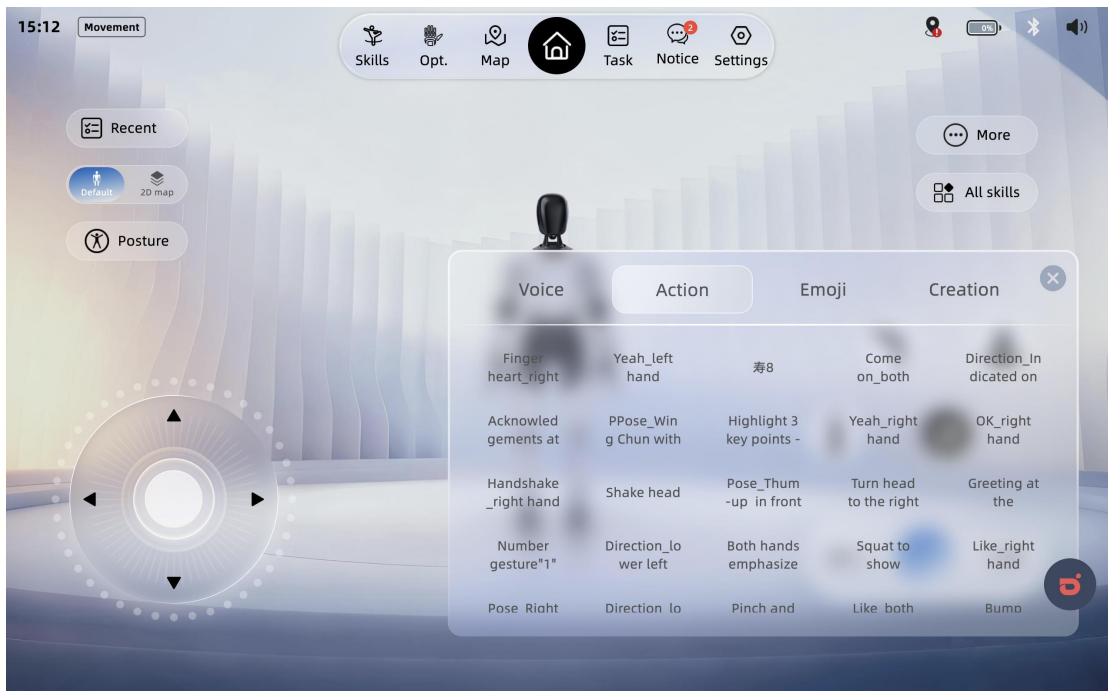 15:12 Movement
0%
2
Skills Opt. Map Task Notice Settings
Recent
More
Default 2D map
All skills
Posture
Voice Action Emoji Creation
Finger
heart_right
Yeah_left
hand
寿8
Come
on_both
Direction_In
dicated on
Acknowled
gements at
PPose_Win
g Chun with
Highlight 3
key points -
Yeah_right
hand
OK_right
hand
Handshake
_right hand
Shake head
Pose_Thum
-up in front
Turn head
to the right
Greeting at
the
Number
gesture"1"
Direction_lo
wer left
Both hands
emphasize
Squat to
show
Like_right
hand
Pose_Right
Direction_lo
Pinch and
Like_both
Bump